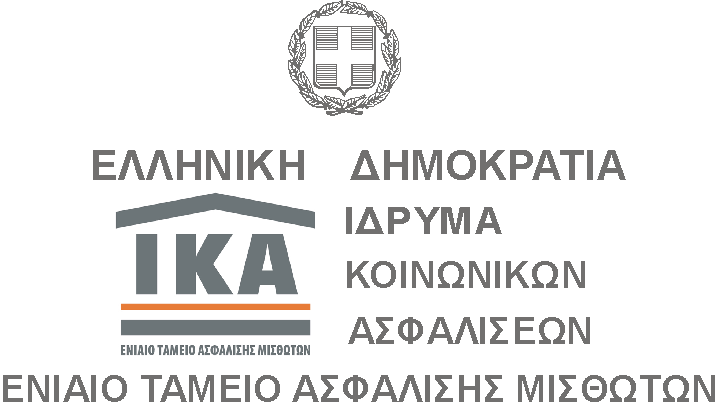 ΕΛΛΗΝΙΚΗ ΔΗΜΟΚΡΑΤΙΑ
ΙΚΑ
ΕΝΙΑΙΟ ΤΑΜΕΙΟ ΑΣΦΑΛΙΣΗΣ ΜΙΣΘΩΤΩΝ
ΙΔΡΥΜΑ
ΚΟΙΝΩΝΙΚΩΝ
ΑΣΦΑΛΙΣΕΩΝ
ΕΝΙΑΙΟ ΤΑΜΕΙΟ ΑΣΦΑΛΙΣΗΣ ΜΙΣΘΩΤΩΝ